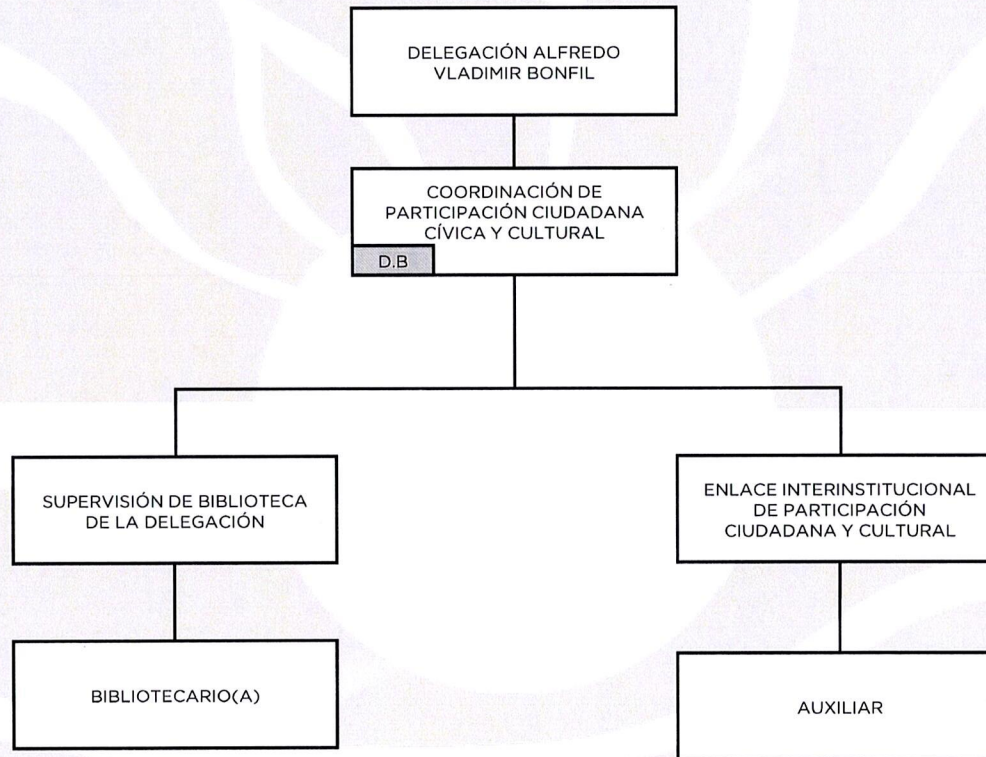 DELEGACIÓN ALFREDO
VLADIMIR BONFIL
COORDINACIÓN DE
PARTICIPACIÓN CIUDADANA
CÍVICA Y CULTURAL
D.B
SUPERVISIÓN DE BIBLIOTECA
DE LA DELEGACIÓN
ENLACE INTERINSTITUCIONAL
DE PARTICIPACIÓN
CIUDADANA Y CULTURAL
BIBLIOTECARIO(A)
AUXILIAR